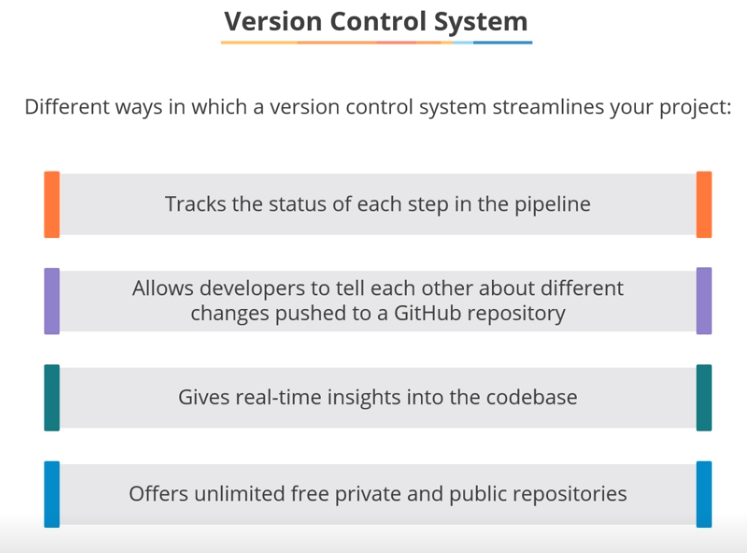 Version Control System
Different ways in which a version control system streamlines your project:
Tracks the status of each step in the pipeline
Allows developers to tell each other about different
changes pushed to a GitHub repository
Gives real-time insights into the codebase
Offers unlimited free private and public repositories